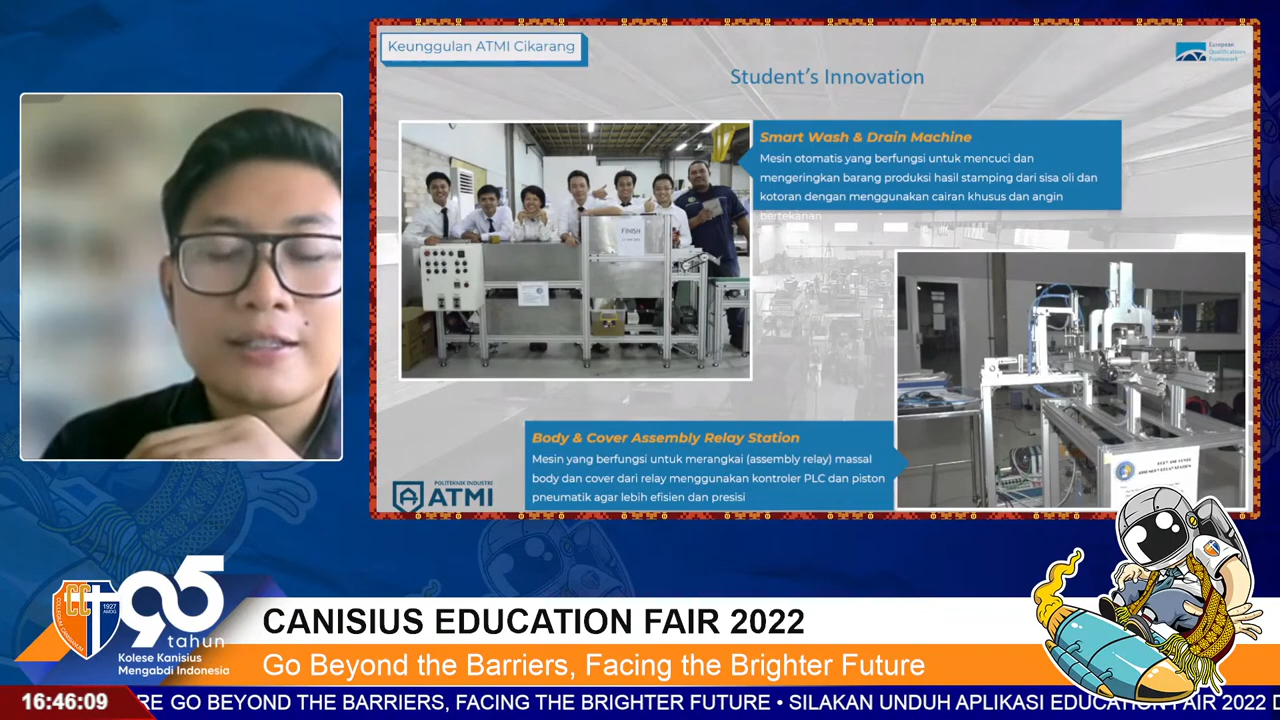 Keunggulan ATMI Cikarang
European
Qualifications
Framework
Student's Innovation
Smart Wash & Drain Machine
Mesin otomatis yang berfungsi untuk mencuci dan
mengeringkan barang produksi hasil stamping dari sisa oli dan
kotoran dengan menggunakan cairan khusus dan angin
bertekanan
FINISH
Body & Cover Assembly Relay Station
Mesin yang berfungsi untuk merangkai (assembly relay) massal
body dan cover dari relay menggunakan kontroler PLC dan piston
pneumatik agar lebih efisien dan presisi
POLITEKNIK INDUSTRI
ATMI
CC
1927
COLLEGIUM CANISIANUM
95
tahun
Kolese Kanisius
Mengabdi Indonesia
CANISIUS EDUCATION FAIR 2022
Go Beyond the Barriers, Facing the Brighter Future
16:46:09
RE GO BEYOND THE BARRIERS, FACING THE BRIGHTER FUTURE • SILAKAN UNDUH APLIKASI EDUCATION FAIR 2022 D